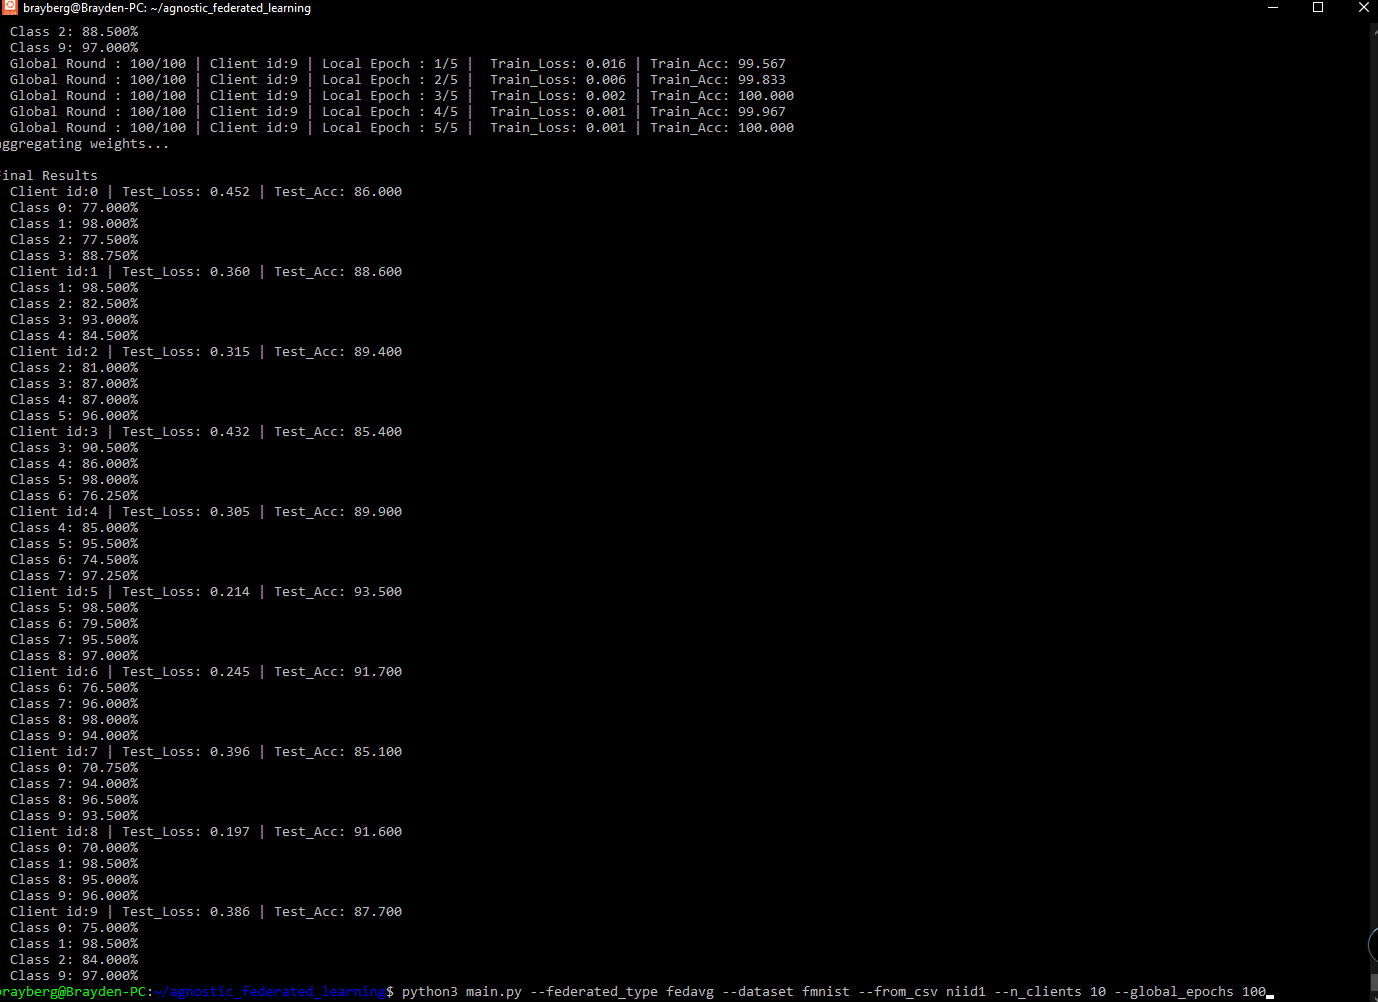 brayberg@Brayden-PC: ~/agnostic_federated_learning
Class 2: 88.500%
Class 9: 97.000%
Global Round : 100/100 | Client id:9 | Local Epoch : 1/5 |  Train_Loss: 0.016 | Train_Acc: 99.567
Global Round : 100/100 | Client id:9 | Local Epoch : 2/5 |  Train_Loss: 0.006 | Train_Acc: 99.833
Global Round : 100/100 | Client id:9 | Local Epoch : 3/5 |  Train_Loss: 0.002 | Train_Acc: 100.000
Global Round : 100/100 | Client id:9 | Local Epoch : 4/5 |  Train_Loss: 0.001 | Train_Acc: 99.967
Global Round : 100/100 | Client id:9 | Local Epoch : 5/5 |  Train_Loss: 0.001 | Train_Acc: 100.000
aggregating weights...
Final Results
Client id:0 | Test_Loss: 0.452 | Test_Acc: 86.000
Class 0: 77.000%
Class 1: 98.000%
Class 2: 77.500%
Class 3: 88.750%
Client id:1 | Test_Loss: 0.360 | Test_Acc: 88.600
Class 1: 98.500%
Class 2: 82.500%
Class 3: 93.000%
Class 4: 84.500%
Client id:2 | Test_Loss: 0.315 | Test_Acc: 89.400
Class 2: 81.000%
Class 3: 87.000%
Class 4: 87.000%
Class 5: 96.000%
Client id:3 | Test_Loss: 0.432 | Test_Acc: 85.400
Class 3: 90.500%
Class 4: 86.000%
Class 5: 98.000%
Class 6: 76.250%
Client id:4 | Test_Loss: 0.305 | Test_Acc: 89.900
Class 4: 85.000%
Class 5: 95.500%
Class 6: 74.500%
Class 7: 97.250%
Client id:5 | Test_Loss: 0.214 | Test_Acc: 93.500
Class 5: 98.500%
Class 6: 79.500%
Class 7: 95.500%
Class 8: 97.000%
Client id:6 | Test_Loss: 0.245 | Test_Acc: 91.700
Class 6: 76.500%
Class 7: 96.000%
Class 8: 98.000%
Class 9: 94.000%
Client id:7 | Test_Loss: 0.396 | Test_Acc: 85.100
Class 0: 70.750%
Class 7: 94.000%
Class 8: 96.500%
Class 9: 93.500%
Client id:8 | Test_Loss: 0.197 | Test_Acc: 91.600
Class 0: 70.000%
Class 1: 98.500%
Class 8: 95.000%
Class 9: 96.000%
Client id:9 | Test_Loss: 0.386 | Test_Acc: 87.700
Class 0: 75.000%
Class 1: 98.500%
Class 2: 84.000%
Class 9: 97.000%
brayberg@Brayden-PC:~/agnostic_federated_learning$ python3 main.py --federated_type fedavg --dataset fmnist --from_csv niid1 --n_clients 10 --global_epochs 100